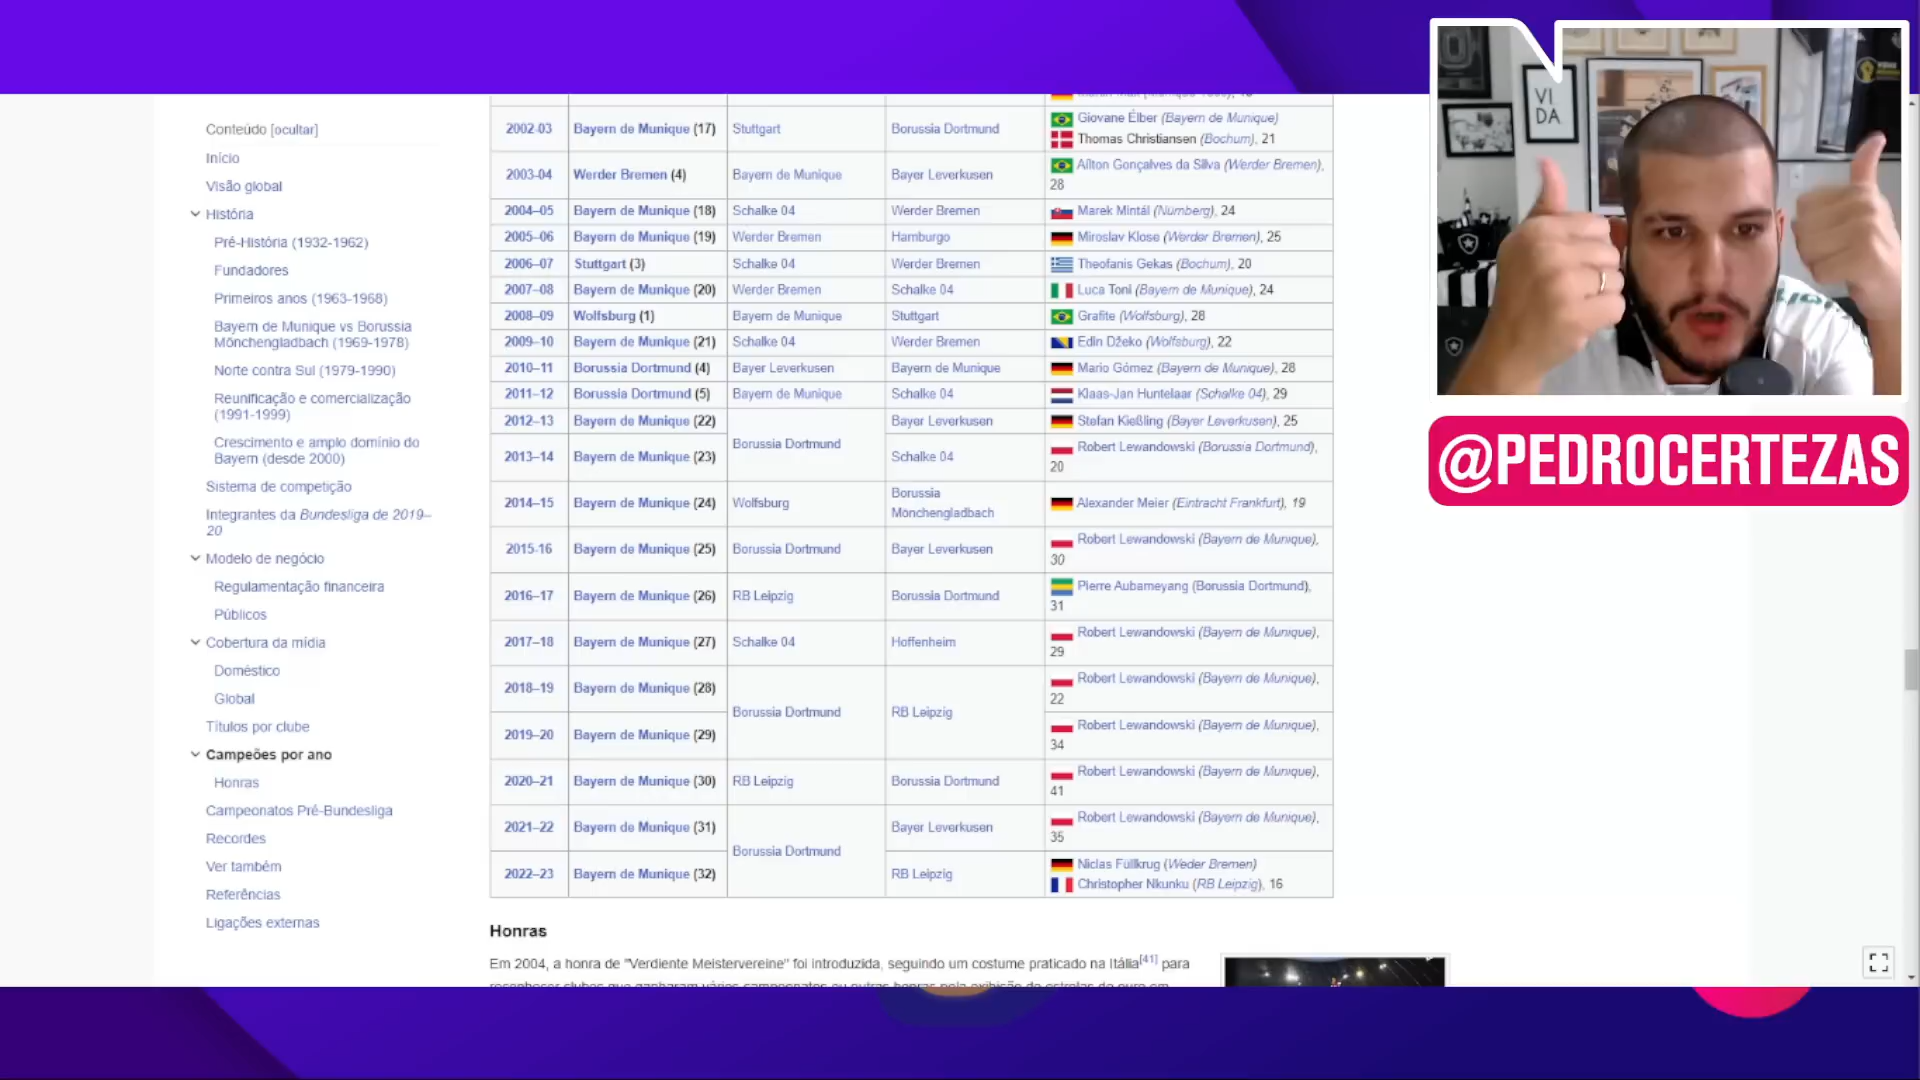 Conteúdo [ocultar]
Início
Visão global
História
Pré-História (1932-1962)
Fundadores
Primeiros anos (1963-1968)
Bayern de Munique vs Borussia
Mönchengladbach (1969-1978)
Norte contra Sul (1979-1990)
Reunificação e comercialização
(1991-1999)
Crescimento e amplo domínio do
Bayern (desde 2000)
Sistema de competição
Integrantes da Bundesliga de 2019–
20
Modelo de negócio
Regulamentação financeira
Públicos
Cobertura da mídia
Doméstico
Global
Títulos por clube
Campeões por ano
Honras
Campeonatos Pré-Bundesliga
Recordes
Ver também
Referências
Ligações externas
2002-03 Bayern de Munique (17) Stuttgart Borussia Dortmund Giovane Élber (Bayern de Munique)
Thomas Christiansen (Bochum), 21
2003-04 Werder Bremen (4) Bayern de Munique Bayer Leverkusen Aílton Gonçalves da Silva (Werder Bremen),
28
2004–05 Bayern de Munique (18) Schalke 04 Werder Bremen Marek Mintál (Nürnberg), 24
2005–06 Bayern de Munique (19) Werder Bremen Hamburgo Miroslav Klose (Werder Bremen), 25
2006–07 Stuttgart (3) Schalke 04 Werder Bremen Theofanis Gekas (Bochum), 20
2007–08 Bayern de Munique (20) Werder Bremen Schalke 04 Luca Toni (Bayern de Munique), 24
2008–09 Wolfsburg (1) Bayern de Munique Stuttgart Grafite (Wolfsburg), 28
2009–10 Bayern de Munique (21) Schalke 04 Werder Bremen Edin Džeko (Wolfsburg), 22
2010–11 Borussia Dortmund (4) Bayer Leverkusen Bayern de Munique Mario Gómez (Bayern de Munique), 28
2011–12 Borussia Dortmund (5) Bayern de Munique Schalke 04 Klaas-Jan Huntelaar (Schalke 04), 29
2012–13 Bayern de Munique (22) Borussia Dortmund Bayer Leverkusen Stefan Kießling (Bayer Leverkusen), 25
2013–14 Bayern de Munique (23) Schalke 04 Robert Lewandowski (Borussia Dortmund),
20
2014–15 Bayern de Munique (24) Wolfsburg Borussia
Mönchengladbach Alexander Meier (Eintracht Frankfurt), 19
2015-16 Bayern de Munique (25) Borussia Dortmund Bayer Leverkusen Robert Lewandowski (Bayern de Munique),
30
2016–17 Bayern de Munique (26) RB Leipzig Borussia Dortmund Pierre Aubameyang (Borussia Dortmund),
31
2017–18 Bayern de Munique (27) Schalke 04 Hoffenheim Robert Lewandowski (Bayern de Munique),
29
2018–19 Bayern de Munique (28) Borussia Dortmund RB Leipzig Robert Lewandowski (Bayern de Munique),
22
2019–20 Bayern de Munique (29) Robert Lewandowski (Bayern de Munique),
34
2020–21 Bayern de Munique (30) RB Leipzig Borussia Dortmund Robert Lewandowski (Bayern de Munique),
41
2021–22 Bayern de Munique (31) Borussia Dortmund Bayer Leverkusen Robert Lewandowski (Bayern de Munique),
35
2022–23 Bayern de Munique (32) RB Leipzig Niclas Füllkrug (Weder Bremen)
Christopher Nkunku (RB Leipzig), 16
Honras
Em 2004, a honra de "Verdiente Meistervereine" foi introduzida, seguindo um costume praticado na Itália[41] para
VI
DA
@PEDROCERTEZAS